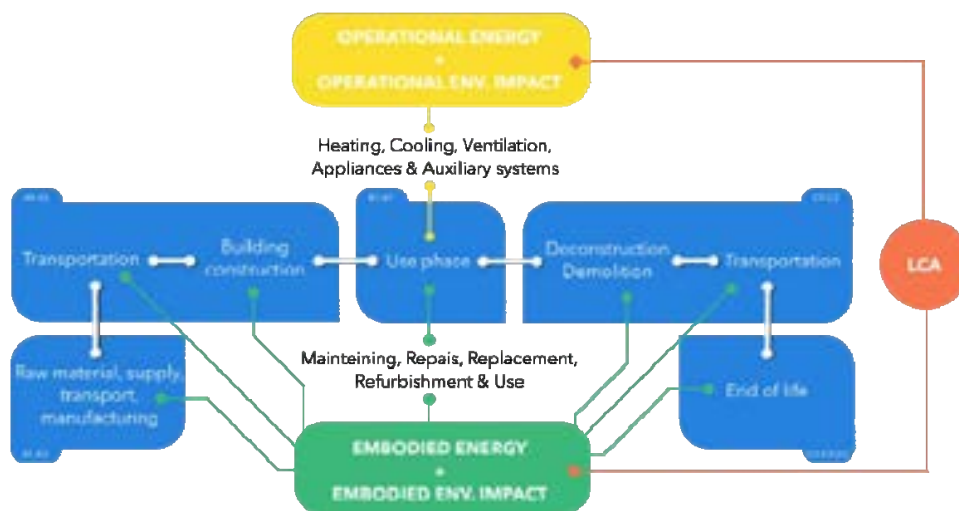 OPERATIONAL ENERGY
+
OPERATIONAL ENV. IMPACT
Heating, Cooling, Ventilation,
Appliances & Auxiliary systems
Transportation
Building
construction
Use phase
Deconstruction
Demolition
Transportation
LCA
Raw material, supply,
transport,
manufacturing
Mainteining, Repais, Replacement,
Refurbishment & Use
End of life
EMBODIED ENERGY
+
EMBODIED ENV. IMPACT